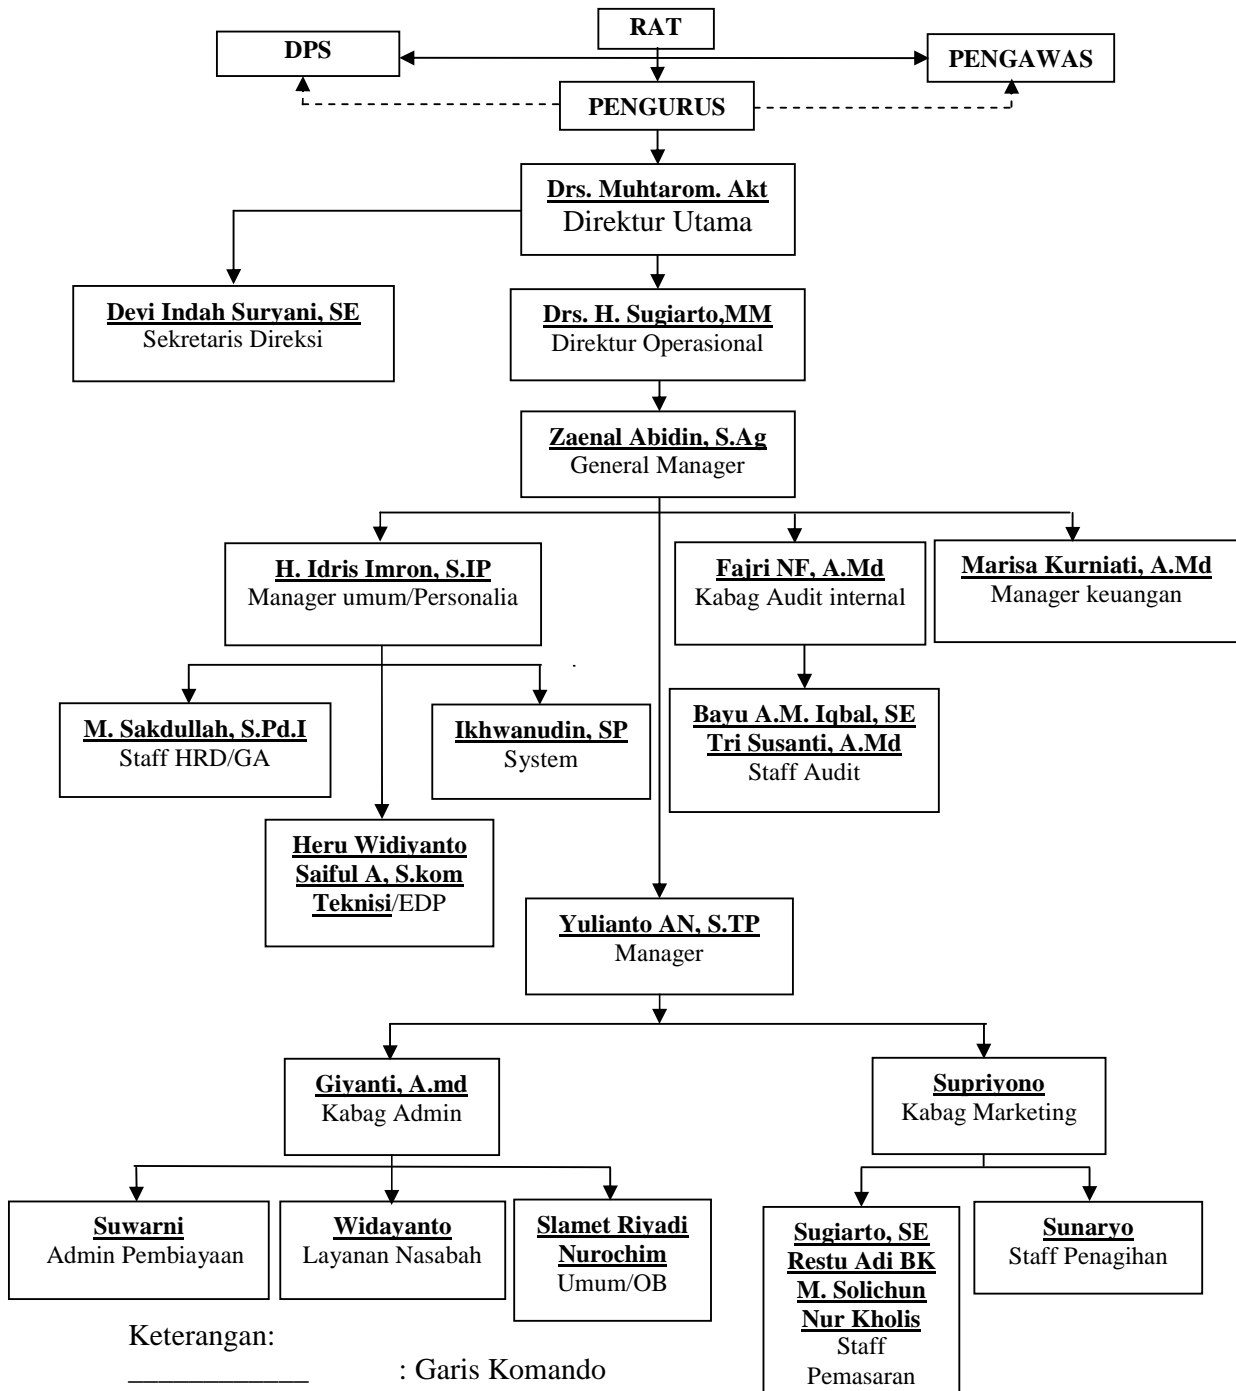 RAT
DPS
PENGAWAS
PENGURUS
Drs. Muhtarom. Akt
Direktur Utama
Devi Indah Suryani, SE
Sekretaris Direksi
Drs. H. Sugiarto,MM
Direktur Operasional
Zaenal Abidin, S.Ag
General Manager
H. Idris Imron, S.IP
Manager umum/Personalia
Fajri NF, A.Md
Kabag Audit internal
Marisa Kurniati, A.Md
Manager keuangan
M. Sakdullah, S.Pd.I
Staff HRD/GA
Ikhwanudin, SP
System
Bayu A.M. Iqbal, SE
Tri Susanti, A.Md
Staff Audit
Heru Widiyanto
Saiful A, S.kom
Teknisi/EDP
Yulianto AN, S.TP
Manager
Giyanti, A.md
Kabag Admin
Supriyono
Kabag Marketing
Suwarni
Admin Pembiayaan
Widayanto
Layanan Nasabah
Slamet Riyadi
Nurochim
Umum/OB
Sugiarto, SE
Restu Adi BK
M. Solichun
Nur Kholis
Staff
Pemasaran
Sunaryo
Staff Penagihan
Keterangan:
____________ : Garis Komando